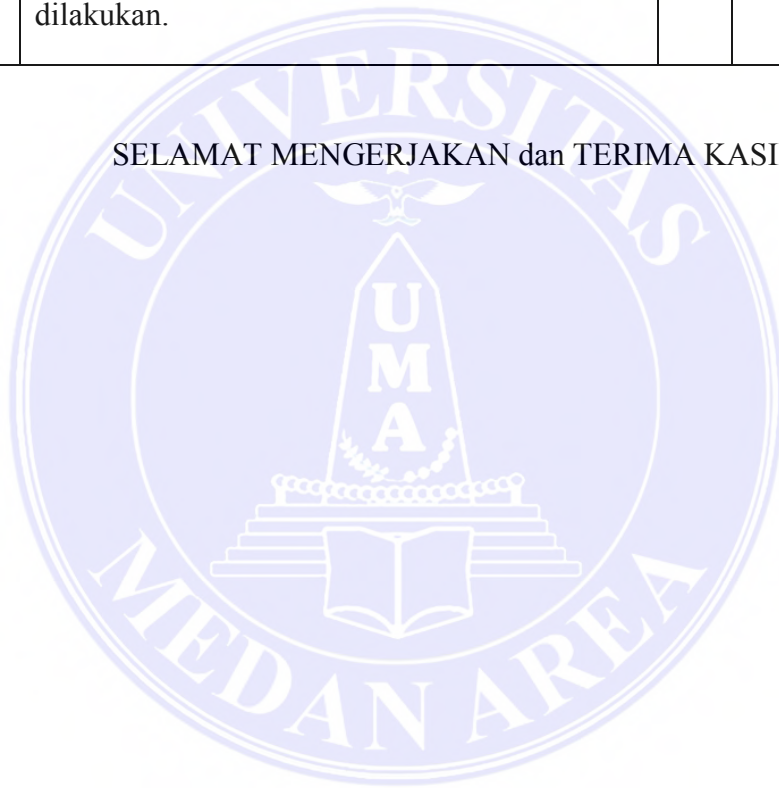 dilakukan.
SELAMAT MENGERJAKAN dan TERIMA KASI
UNIVERSITAS
U
M
A
MEDAN AREA